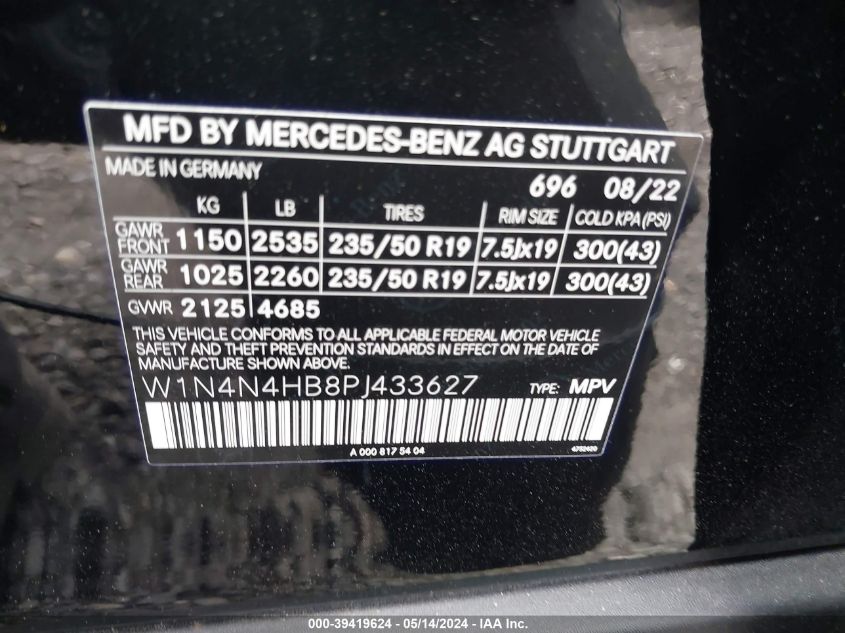 MFD BY MERCEDES-BENZ AG STUTTGART
MADE IN GERMANY 696 08/22
KG LB TIRES RIM SIZE COLD KPA (PSI)
GAWR FRONT 1150 2535 235/50 R19 7.5Jx19 300(43)
GAWR REAR 1025 2260 235/50 R19 7.5Jx19 300(43)
GVWR 2125 4685
THIS VEHICLE CONFORMS TO ALL APPLICABLE FEDERAL MOTOR VEHICLE
SAFETY AND THEFT PREVENTION STANDARDS IN EFFECT ON THE DATE OF
MANUFACTURE SHOWN ABOVE.
W1N4N4HB8PJ433627 TYPE: MPV
A 000 817 54 04
000-39419624 - 05/14/2024 - IAA Inc.